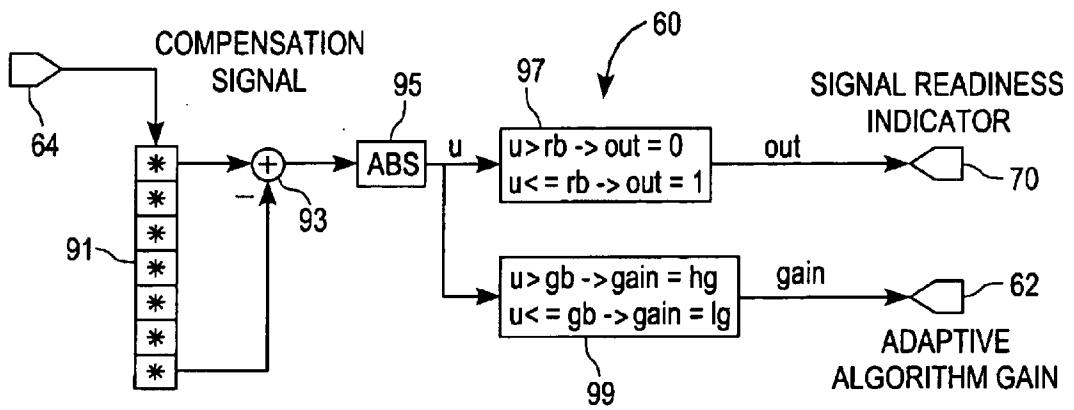 COMPENSATION
SIGNAL
64
91
*
*
*
*
*
*
*
+
−
93
95
ABS
u
60
97
u> rb -> out = 0
u< = rb -> out = 1
out
SIGNAL READINESS
INDICATOR
70
u> gb -> gain = hg
u< = gb -> gain = lg
99
gain
62
ADAPTIVE
ALGORITHM GAIN